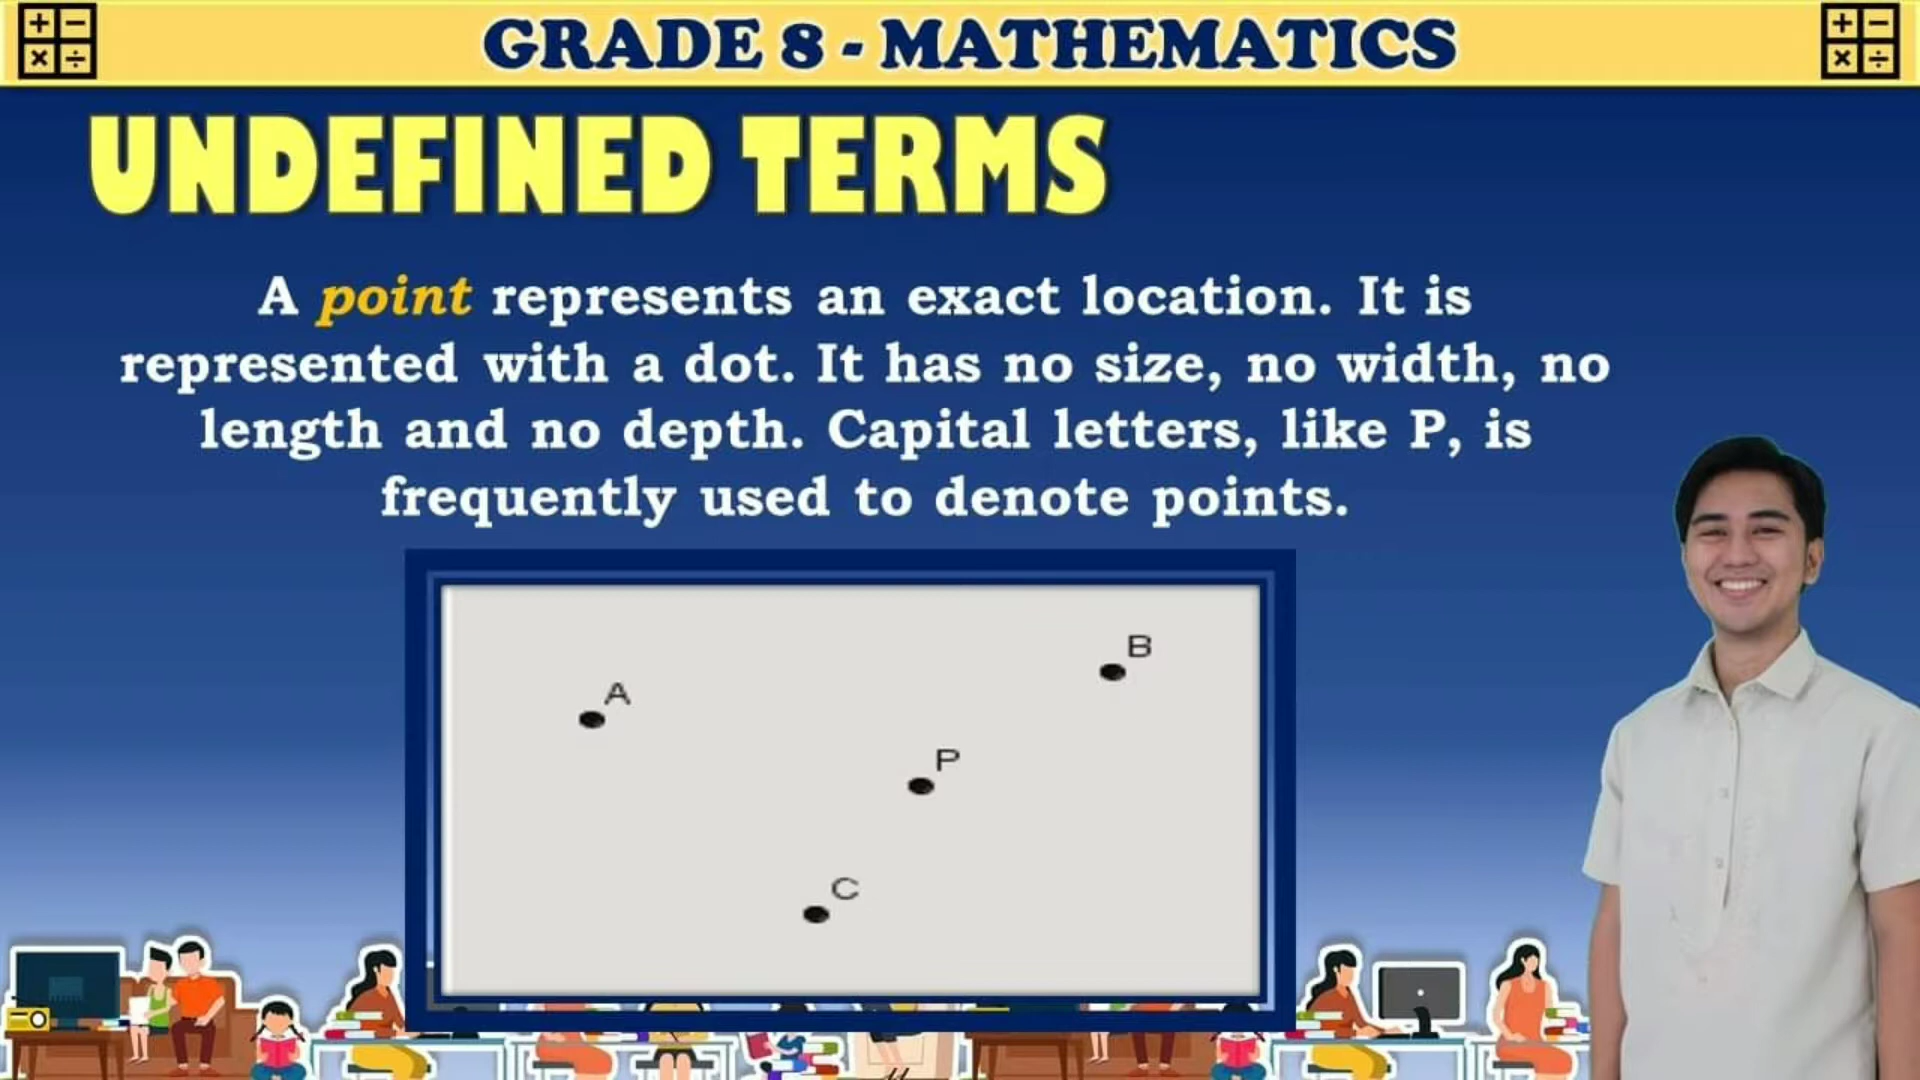 GRADE 8 - MATHEMATICS
UNDEFINED TERMS
A point represents an exact location. It is
represented with a dot. It has no size, no width, no
length and no depth. Capital letters, like P, is
frequently used to denote points.
B
A
P
C